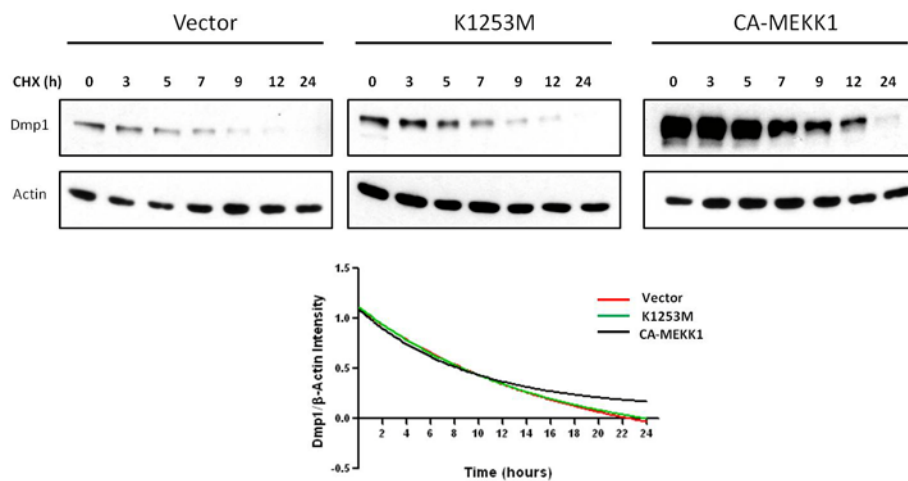 Vector K1253M CA-MEKK1
CHX (h) 0 3 5 7 9 12 24 0 3 5 7 9 12 24 0 3 5 7 9 12 24
Dmp1
Actin
1.5
1.0
0.5
0.0
-0.5
Dmp1/β-Actin Intensity
2 4 6 8 10 12 14 16 18 20 22 24
Time (hours)
Vector
K1253M
CA-MEKK1